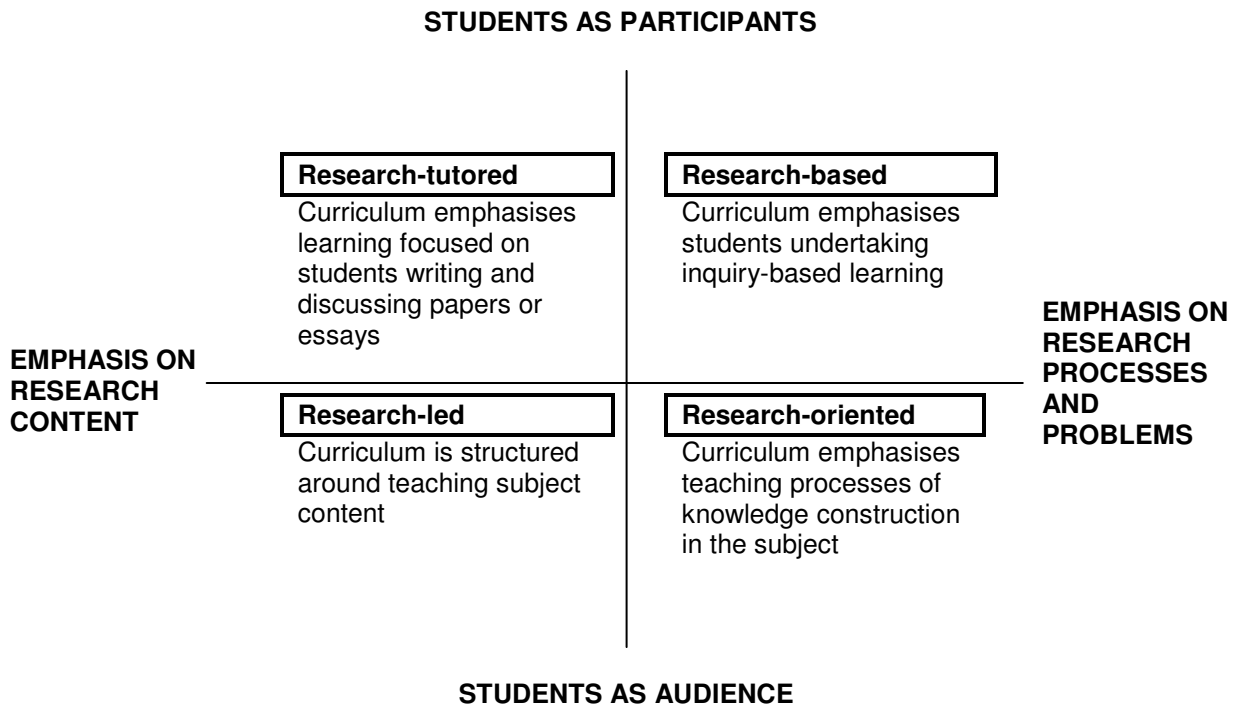 STUDENTS AS PARTICIPANTS
Research-tutored
Curriculum emphasises
learning focused on
students writing and
discussing papers or
essays
Research-based
Curriculum emphasises
students undertaking
inquiry-based learning
EMPHASIS ON
RESEARCH
CONTENT
EMPHASIS ON
RESEARCH
PROCESSES
AND
PROBLEMS
Research-led
Curriculum is structured
around teaching subject
content
Research-oriented
Curriculum emphasises
teaching processes of
knowledge construction
in the subject
STUDENTS AS AUDIENCE